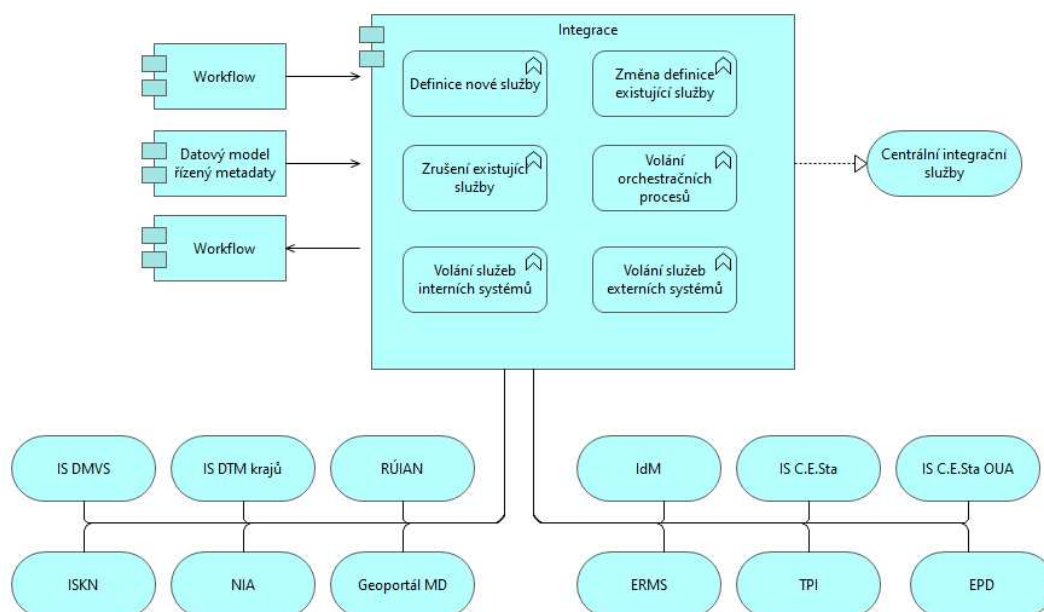 Integrace
Workflow
Definice nové služby
Změna definice
existující služby
Datový model
řízený metadaty
Zrušení existující
služby
Volání
orchestračních
procesů
Centrální integrační
služby
Workflow
Volání služeb
interních systémů
Volání služeb
externích systémů
IS DMVS
IS DTM krajů
RÚIAN
IdM
IS C.E.Sta
IS C.E.Sta OUA
ISKN
NIA
Geoportál MD
ERMS
TPI
EPD